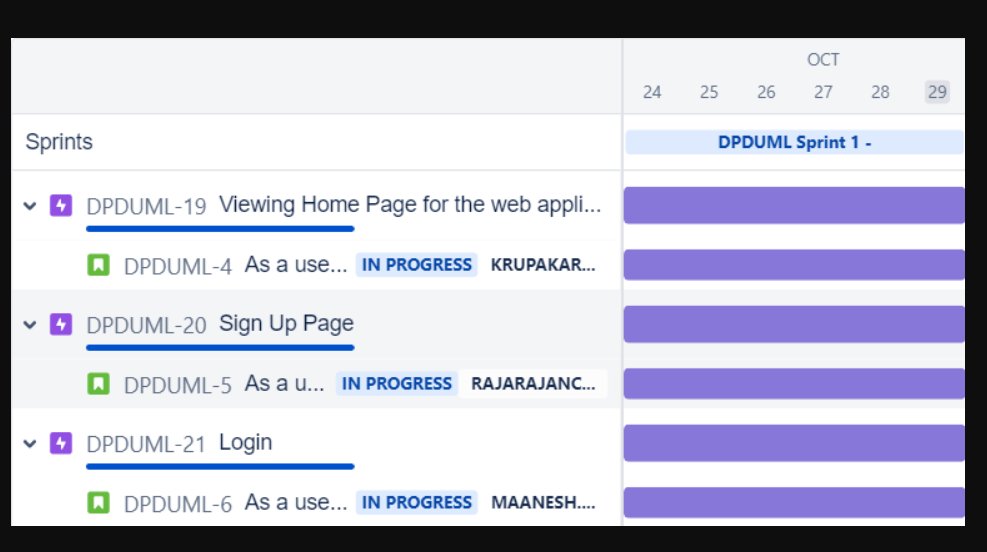 OCT
24 25 26 27 28 29
Sprints DPDUML Sprint 1 -
DPDUML-19 Viewing Home Page for the web appli...
DPDUML-4 As a use... IN PROGRESS KRUPAKAR...
DPDUML-20 Sign Up Page
DPDUML-5 As a u... IN PROGRESS RAJARAJANC...
DPDUML-21 Login
DPDUML-6 As a use... IN PROGRESS MAANESH....